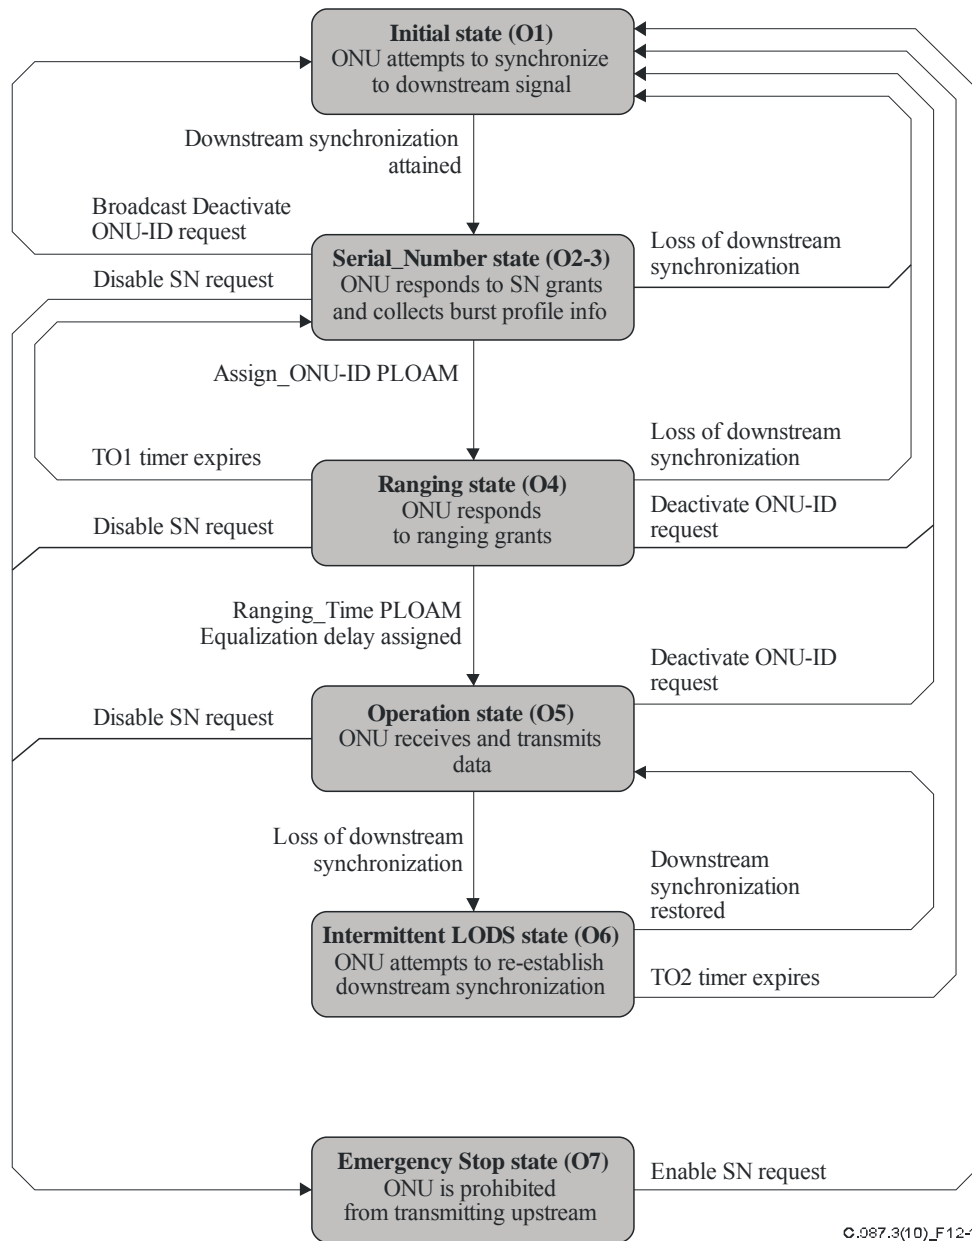 Initial state (O1)
ONU attempts to synchronize
to downstream signal
Downstream synchronization
attained
Broadcast Deactivate
ONU-ID request
Serial_Number state (O2-3)
ONU responds to SN grants
and collects burst profile info
Loss of downstream
synchronization
Disable SN request
Assign_ONU-ID PLOAM
TO1 timer expires
Loss of downstream
synchronization
Ranging state (O4)
ONU responds
to ranging grants
Disable SN request
Deactivate ONU-ID
request
Ranging_Time PLOAM
Equalization delay assigned
Deactivate ONU-ID
request
Disable SN request
Operation state (O5)
ONU receives and transmits
data
Loss of downstream
synchronization
Downstream
synchronization
restored
Intermittent LODS state (O6)
ONU attempts to re-establish
downstream synchronization
TO2 timer expires
Emergency Stop state (O7)
ONU is prohibited
from transmitting upstream
Enable SN request